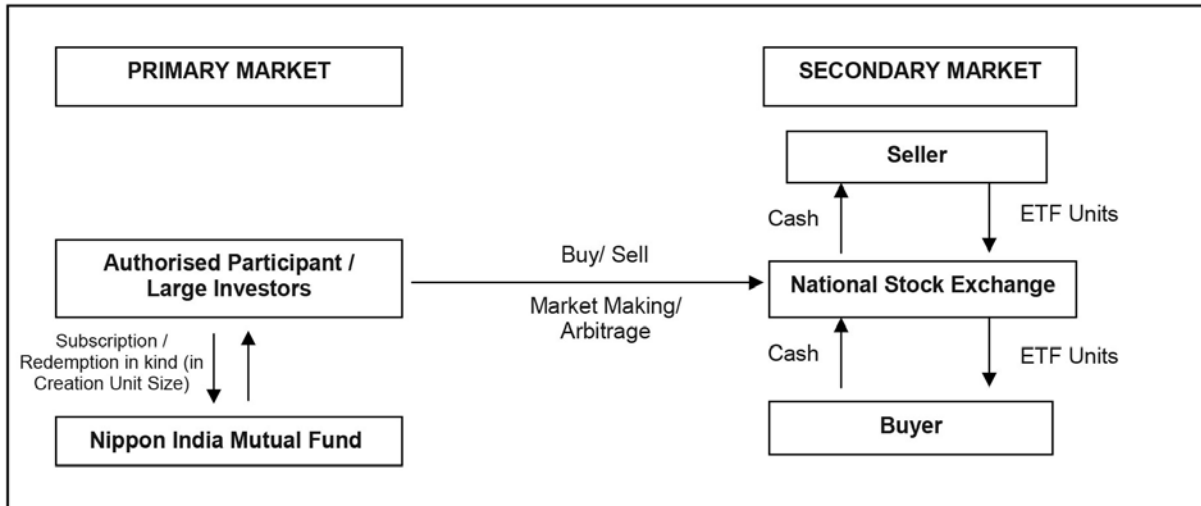 PRIMARY MARKET
SECONDARY MARKET
Seller
Cash
ETF Units
Authorised Participant /
Large Investors
Buy/ Sell
National Stock Exchange
Market Making/
Arbitrage
Subscription /
Redemption in kind (in
Creation Unit Size)
Cash
ETF Units
Nippon India Mutual Fund
Buyer